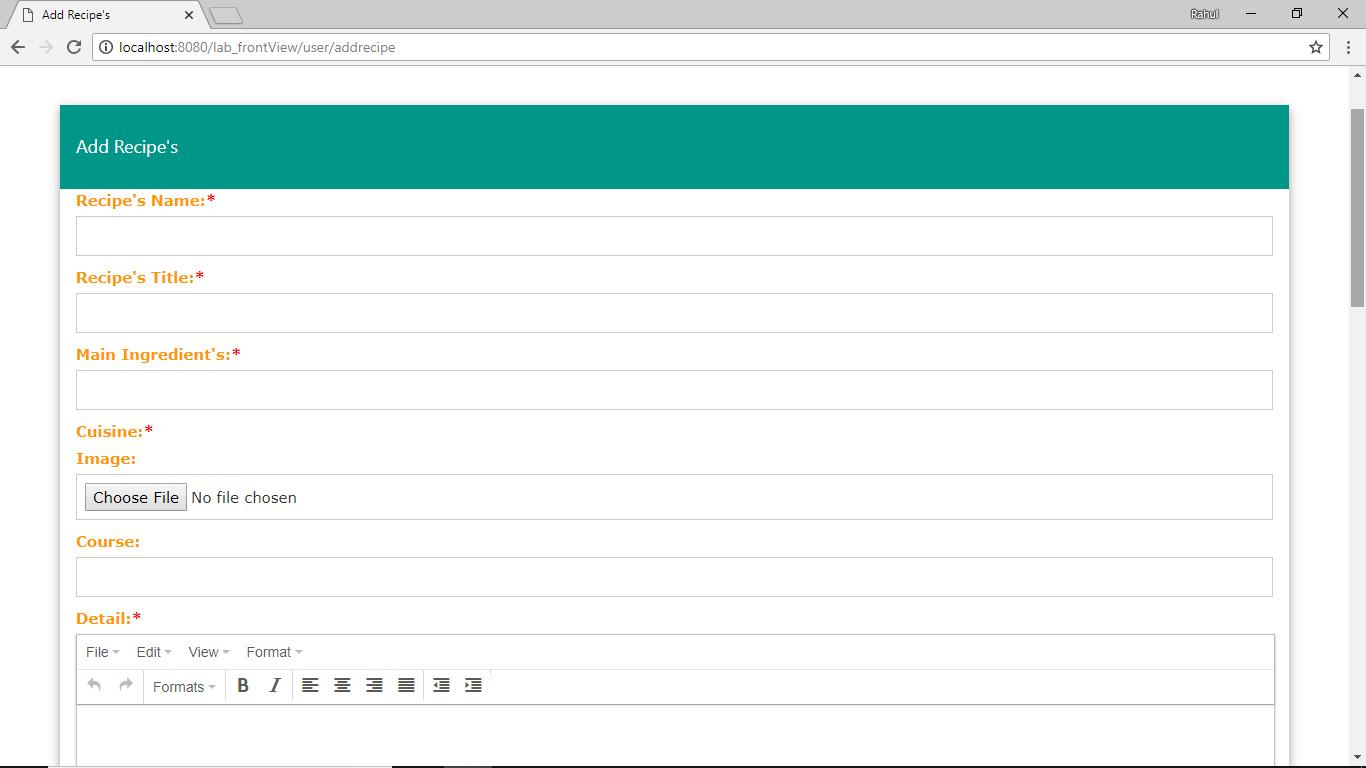 Add Recipe's
Rahul
localhost:8080/lab_frontView/user/addrecipe
Add Recipe's
Recipe's Name:*
Recipe's Title:*
Main Ingredient's:*
Cuisine:*
Image:
Choose File No file chosen
Course:
Detail:*
File Edit View Format
Formats B I